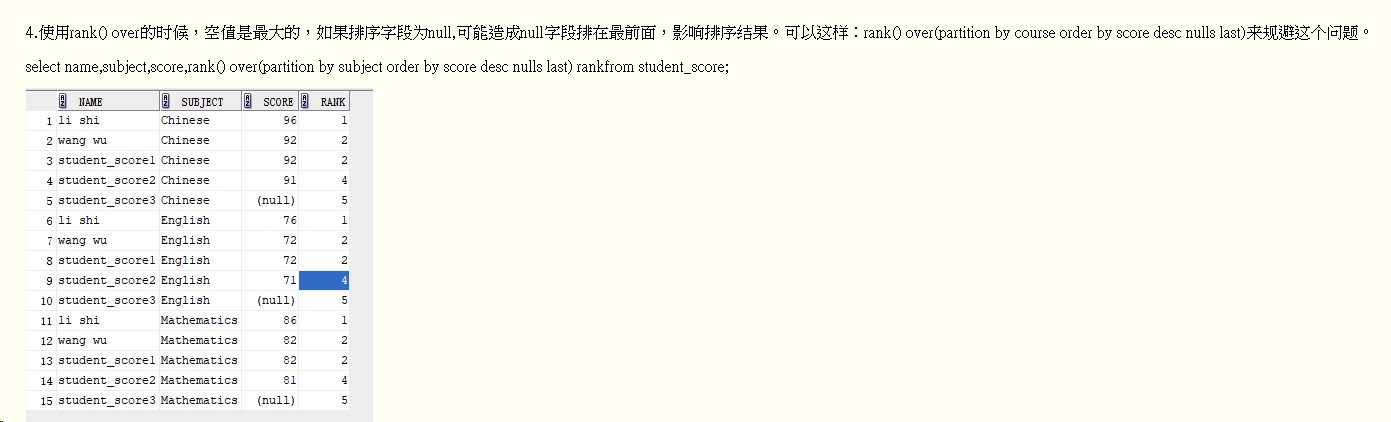 4.使用rank() over的时候，空值是最大的，如果排序字段为null,可能造成null字段排在最前面，影响排序结果。可以这样：rank() over(partition by course order by score desc nulls last)来规避这个问题。
select name,subject,score,rank() over(partition by subject order by score desc nulls last) rankfrom student_score;
NAME SUBJECT SCORE RANK
1 li shi Chinese 96 1
2 wang wu Chinese 92 2
3 student_score1 Chinese 92 2
4 student_score2 Chinese 91 4
5 student_score3 Chinese (null) 5
6 li shi English 76 1
7 wang wu English 72 2
8 student_score1 English 72 2
9 student_score2 English 71 4
10 student_score3 English (null) 5
11 li shi Mathematics 86 1
12 wang wu Mathematics 82 2
13 student_score1 Mathematics 82 2
14 student_score2 Mathematics 81 4
15 student_score3 Mathematics (null) 5